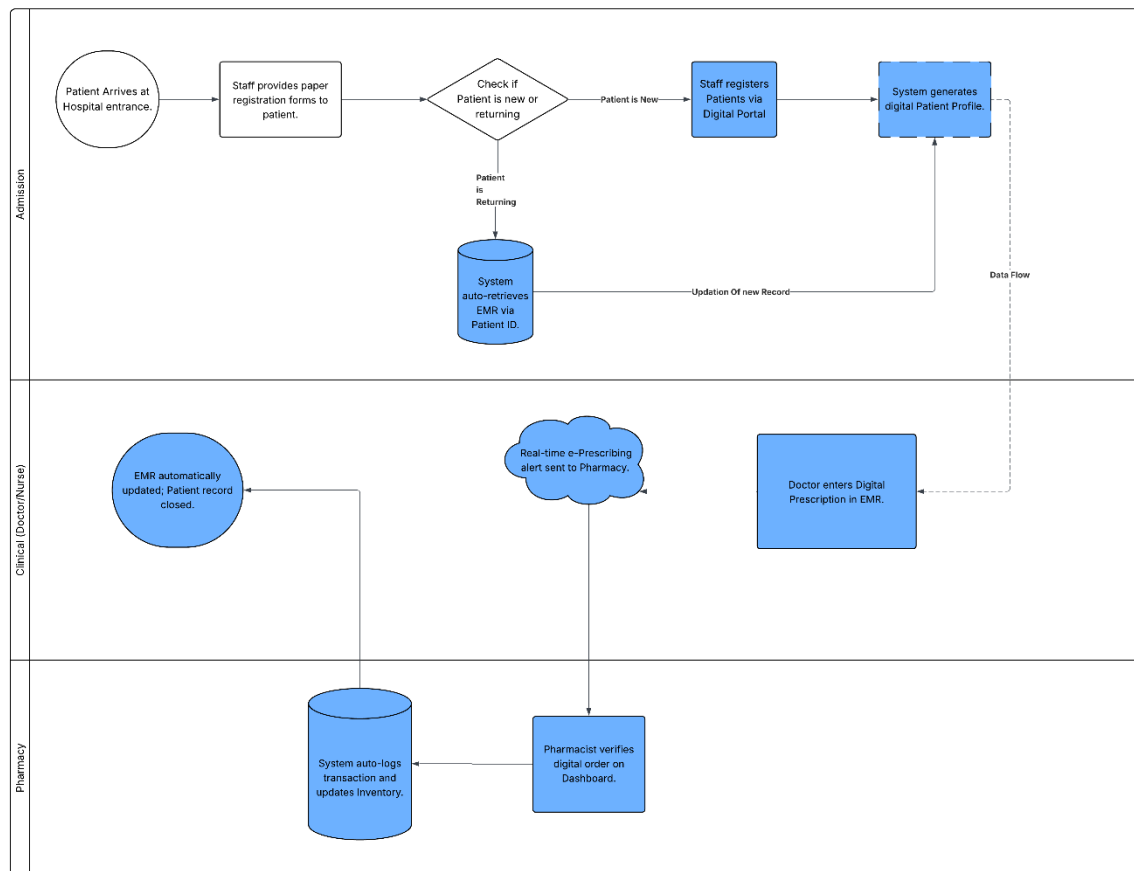 Admission
Patient Arrives at
Hospital entrance.
Staff provides paper
registration forms to
patient.
Check if
Patient is new or
returning
Patient is New
Staff registers
Patients via
Digital Portal
System generates
digital Patient Profile.
Patient
is
Returning
System
auto-retrieves
EMR via
Patient ID.
Updation Of new Record
Data Flow
Clinical (Doctor/Nurse)
EMR automatically
updated; Patient record
closed.
Real-time e-Prescribing
alert sent to Pharmacy.
Doctor enters Digital
Prescription in EMR.
Pharmacy
System auto-logs
transaction and
updates Inventory.
Pharmacist verifies
digital order on
Dashboard.